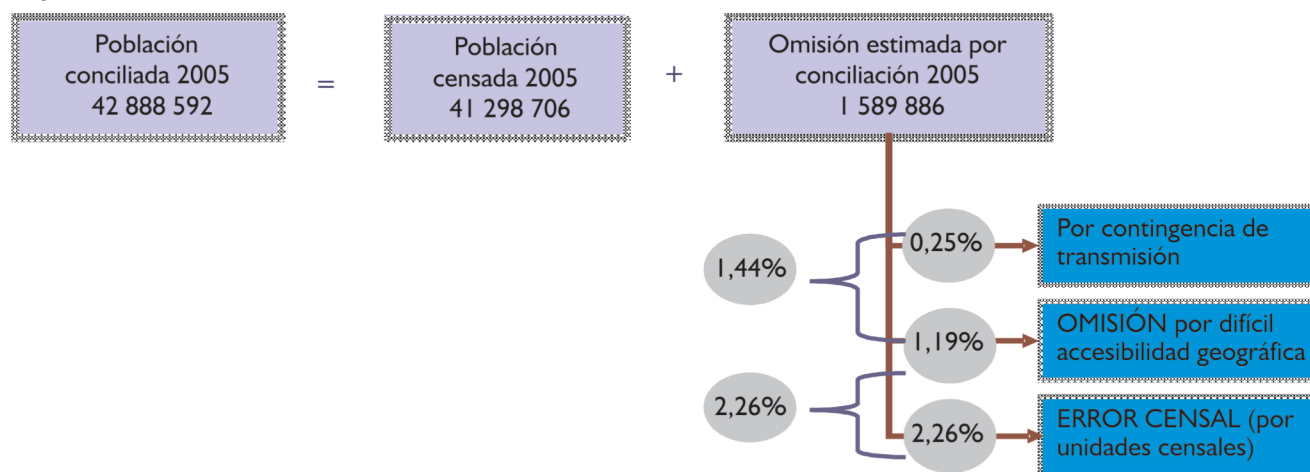 Población
conciliada 2005
42 888 592
=
Población
censada 2005
41 298 706
+
Omisión estimada por
conciliación 2005
1 589 886
1,44%
0,25%
Por contingencia de
transmisión
1,19%
OMISIÓN por difícil
accesibilidad geográfica
2,26%
2,26%
ERROR CENSAL (por
unidades censales)